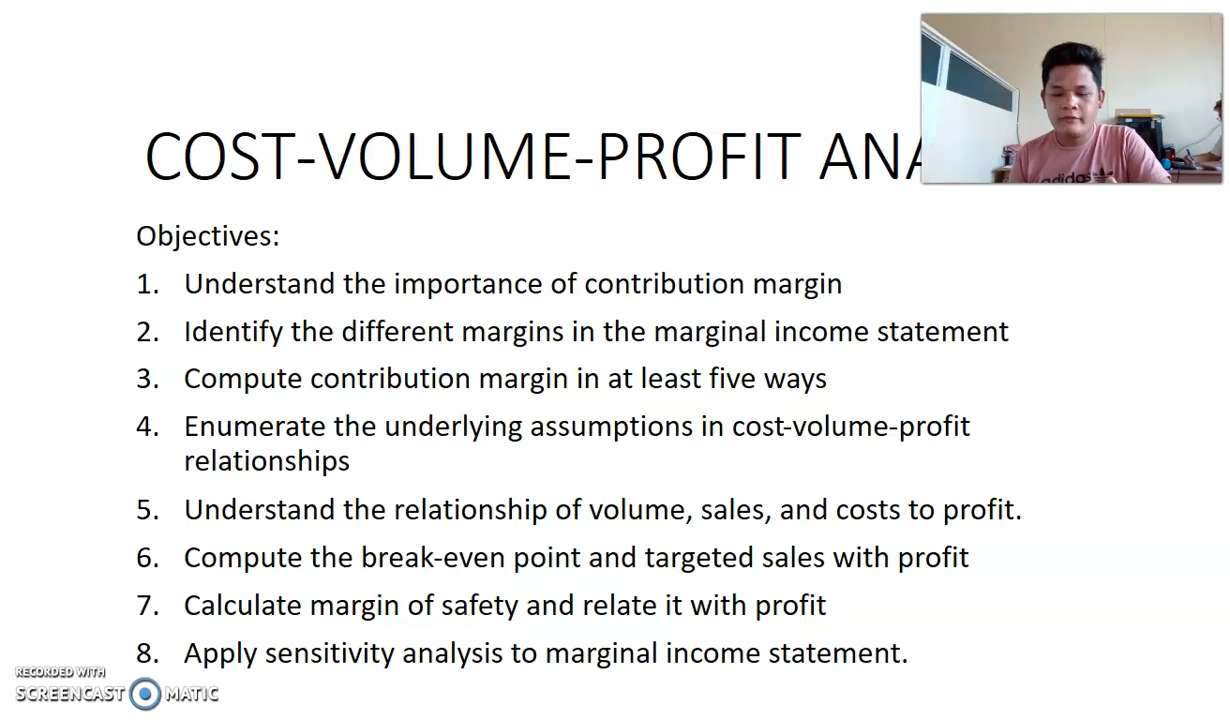 COST-VOLUME-PROFIT
adidas
Objectives:
1. Understand the importance of contribution margin
2. Identify the different margins in the marginal income statement
3. Compute contribution margin in at least five ways
4. Enumerate the underlying assumptions in cost-volume-profit
relationships
5. Understand the relationship of volume, sales, and costs to profit.
6. Compute the break-even point and targeted sales with profit
7. Calculate margin of safety and relate it with profit
8. Apply sensitivity analysis to marginal income statement.
RECORDED WITH
SCREENCAST MATIC